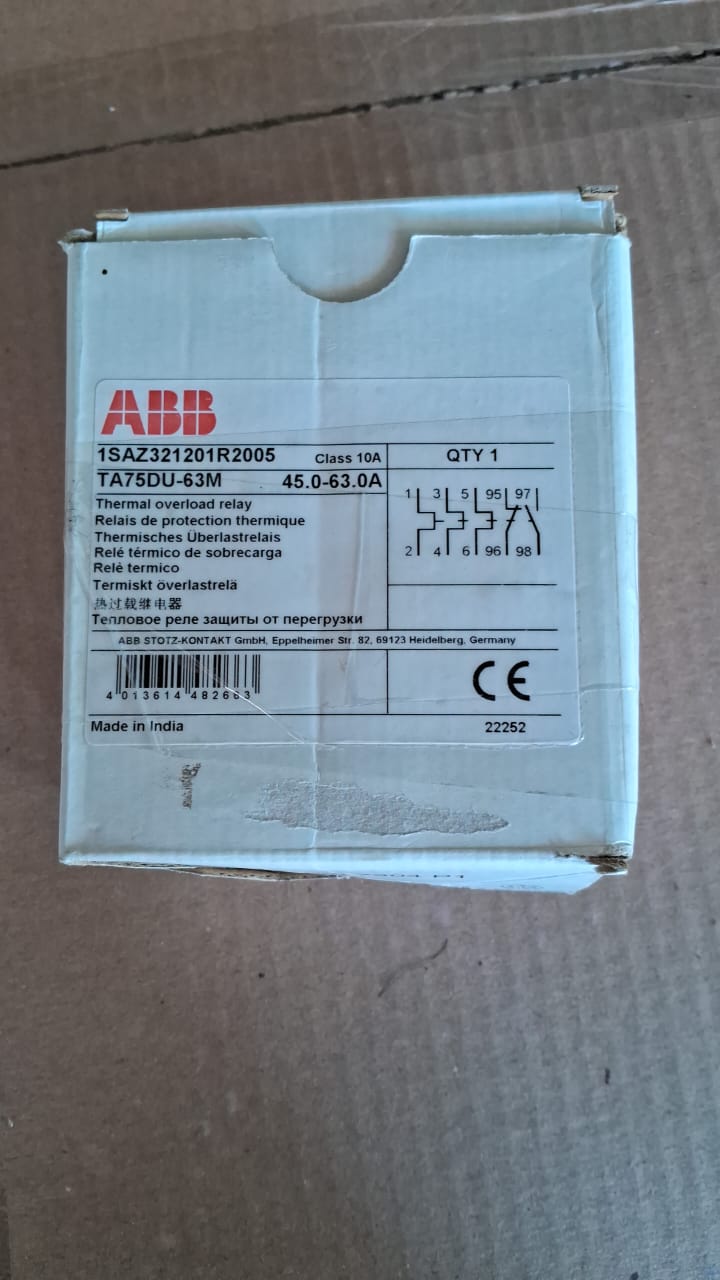 ABB
1SAZ321201R2005 Class 10A QTY 1
TA75DU-63M 45.0-63.0A
Thermal overload relay
Relais de protection thermique
Thermisches Überlastrelais
Relé térmico de sobrecarga
Relè termico
Termiskt överlastrelä
热过载继电器
Тепловое реле защиты от перегрузки
1 3 5 95 97
2 4 6 96 98
ABB STOTZ-KONTAKT GmbH, Eppelheimer Str. 82, 69123 Heidelberg, Germany
4 013614 482663
CE
Made in India 22252